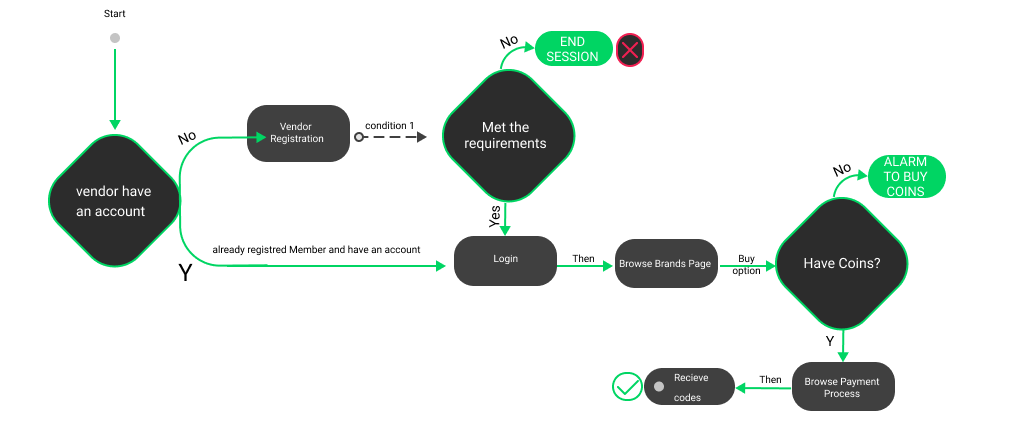 Start
No
END
SESSION
Vendor
Registration
condition 1
Met the
requirements
No
vendor have
an account
Yes
No
ALARM
TO BUY
COINS
already registred Member and have an account
Y
Login
Then
Browse Brands Page
Buy
option
Have Coins?
Y
Recieve
codes
Then
Browse Payment
Process